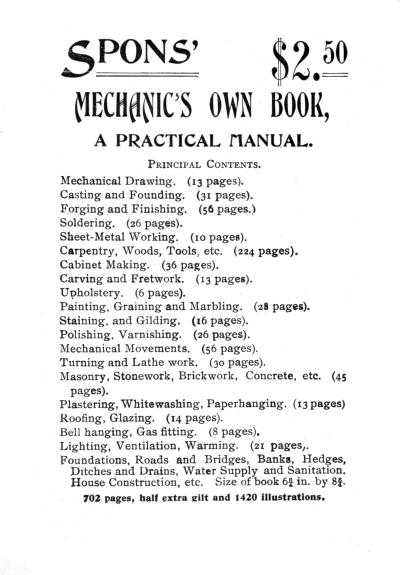 SPONS' $2.50
MECHANIC'S OWN BOOK,
A PRACTICAL MANUAL.
PRINCIPAL CONTENTS.
Mechanical Drawing. (13 pages).
Casting and Founding. (31 pages).
Forging and Finishing. (56 pages.)
Soldering. (26 pages).
Sheet-Metal Working. (10 pages).
Carpentry, Woods, Tools, etc. (224 pages).
Cabinet Making. (36 pages).
Carving and Fretwork. (13 pages).
Upholstery. (6 pages).
Painting, Graining and Marbling. (28 pages).
Staining, and Gilding. (16 pages).
Polishing, Varnishing. (26 pages).
Mechanical Movements. (56 pages).
Turning and Lathe work. (30 pages).
Masonry, Stonework, Brickwork, Concrete, etc. (45
pages).
Plastering, Whitewashing, Paperhanging. (13 pages)
Roofing, Glazing. (14 pages).
Bell hanging, Gas fitting. (8 pages).
Lighting, Ventilation, Warming. (21 pages).
Foundations, Roads and Bridges, Banks, Hedges,
Ditches and Drains, Water Supply and Sanitation.
House Construction, etc. Size of book 6¾ in. by 8¾.
702 pages, half extra gilt and 1420 illustrations.